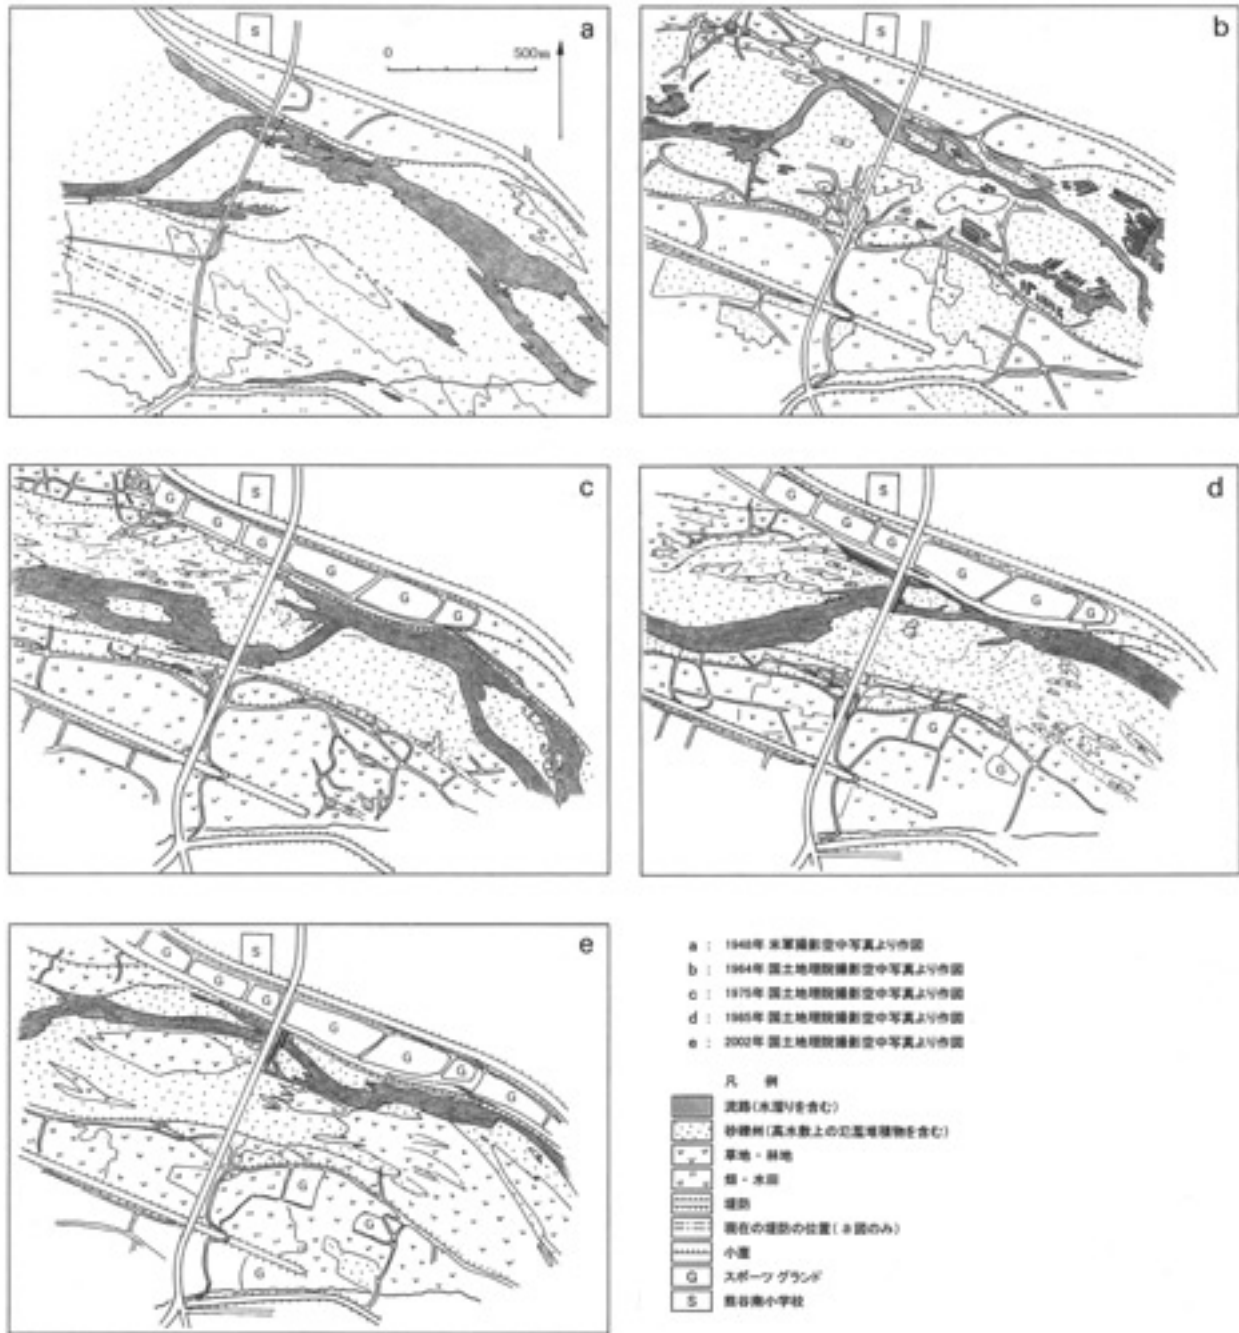 a
S
0 500m
b
S
c
S
G
G
G
G
G
G
d
S
G
G
G
G
G
G
G
G
e
S
G
G
G
G
G
G
G
G
G
G
a : 1948年 米軍撮影空中写真より作図
b : 1964年 国土地理院撮影空中写真より作図
c : 1975年 国土地理院撮影空中写真より作図
d : 1985年 国土地理院撮影空中写真より作図
e : 2002年 国土地理院撮影空中写真より作図
凡 例
流路(水溜りを含む)
砂礫州(高水敷上の氾濫堆積物を含む)
草地・林地
畑・水田
堤防
現在の堤防の位置(a図のみ)
小崖
G スポーツグランド
S 熊谷南小学校